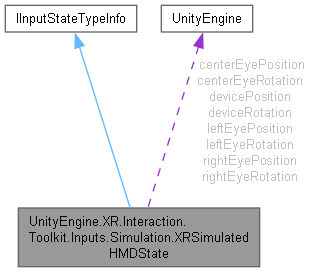 IInputStateTypeInfo
UnityEngine
centerEyePosition
centerEyeRotation
devicePosition
deviceRotation
leftEyePosition
leftEyeRotation
rightEyePosition
rightEyeRotation
UnityEngine.XR.Interaction.
Toolkit.Inputs.Simulation.XRSimulated
HMDState